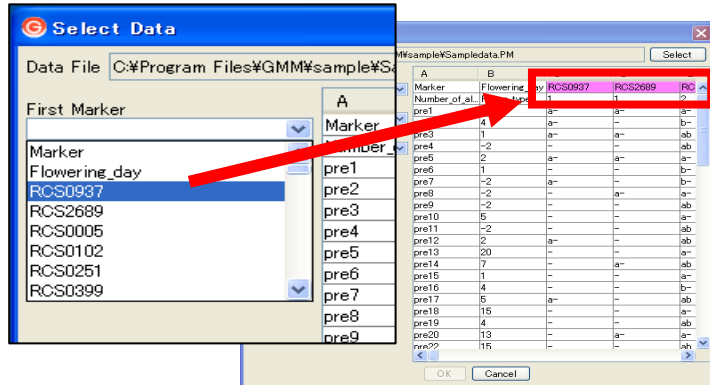 G Select Data
Data File C:¥Program Files¥GMM¥sample¥Sa
First Marker
Marker
Flowering_day
RCS0937
RCS2689
RCS0005
RCS0102
RCS0251
RCS0399
A
Marker
pre1
pre2
pre3
pre4
pre5
pre6
pre7
pre8
pre9
M¥sample¥Sampledata.PM Select
A B
Marker Flowering_day RCS0937 RCS2689 RC
Number_of_al... 1 1 2
pre1 a- a- a-
4 - - b-
pre3 1 a- a- ab
pre4 -2 - - ab
pre5 2 a- a- a-
pre6 1 - - b-
pre7 -2 a- - b-
pre8 -2 - a- a-
pre9 -2 - - ab
pre10 5 - - a-
pre11 -2 - - ab
pre12 2 a- - ab
pre13 20 - - a-
pre14 7 - a- ab
pre15 1 - - a-
pre16 4 - - b-
pre17 5 a- - ab
pre18 15 - - a-
pre19 4 - - ab
pre20 13 - a- a-
pre22 15 - - ab
OK Cancel